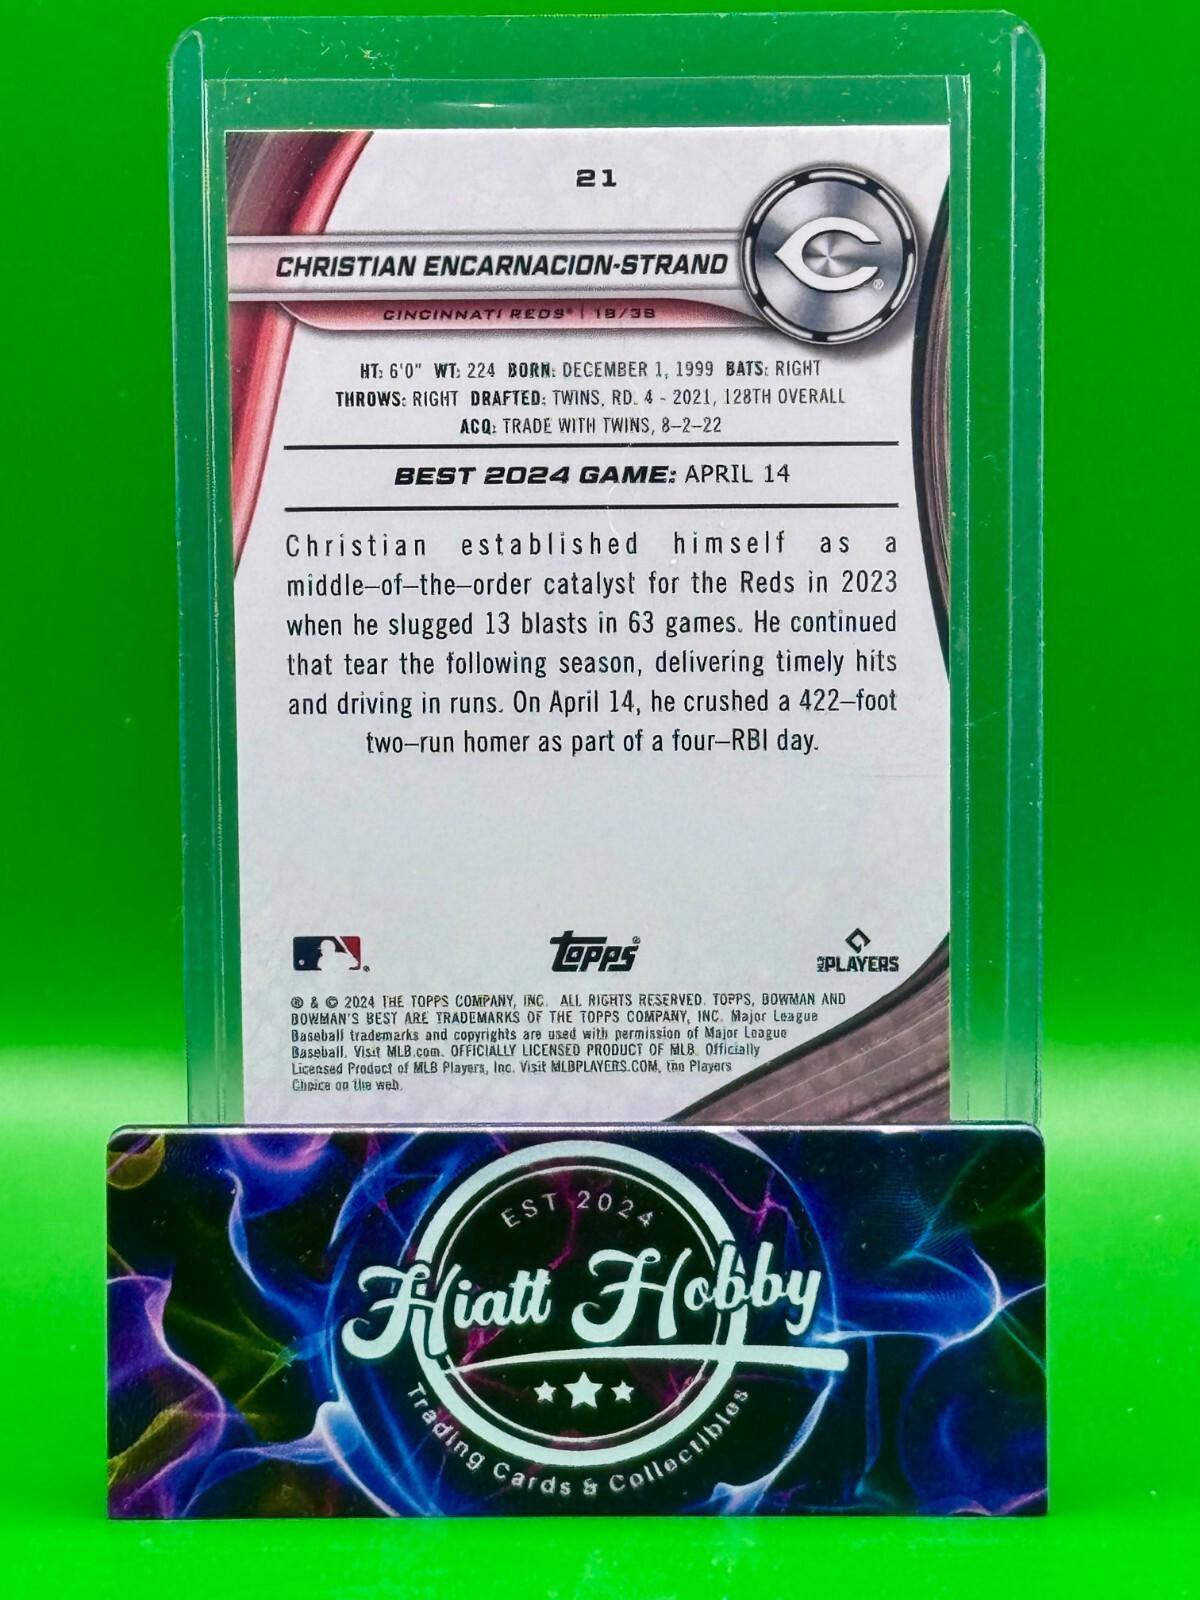 21
CHRISTIAN ENCARNACION-STRAND
C ®
CINCINNATI REDS® | 1B/3B
HT: 6'0" WT: 224 BORN: DECEMBER 1, 1999 BATS: RIGHT
THROWS: RIGHT DRAFTED: TWINS, RD. 4 - 2021, 128TH OVERALL
ACQ: TRADE WITH TWINS, 8-2-22
BEST 2024 GAME: APRIL 14
Christian established himself as a
middle-of-the-order catalyst for the Reds in 2023
when he slugged 13 blasts in 63 games. He continued
that tear the following season, delivering timely hits
and driving in runs. On April 14, he crushed a 422-foot
two-run homer as part of a four-RBI day.
topps®
MLB PLAYERS
® & © 2024 THE TOPPS COMPANY, INC. ALL RIGHTS RESERVED. TOPPS, BOWMAN AND
BOWMAN'S BEST ARE TRADEMARKS OF THE TOPPS COMPANY, INC. Major League
Baseball trademarks and copyrights are used with permission of Major League
Baseball. Visit MLB.com. OFFICIALLY LICENSED PRODUCT OF MLB. Officially
Licensed Product of MLB Players, Inc. Visit MLBPLAYERS.COM, the Players
Choice on the web.
EST 2024
Hiatt Hobby
Trading Cards & Collectibles